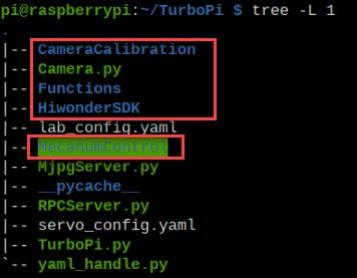 pi@raspberrypi:~/TurboPi $ tree -L 1
.
|-- CameraCalibration
|-- Camera.py
|-- Functions
|-- HiwonderSDK
|-- lab_config.yaml
|-- MecanumControl
|-- MjpgServer.py
|-- __pycache__
|-- RPCServer.py
|-- servo_config.yaml
|-- TurboPi.py
`-- yaml_handle.py